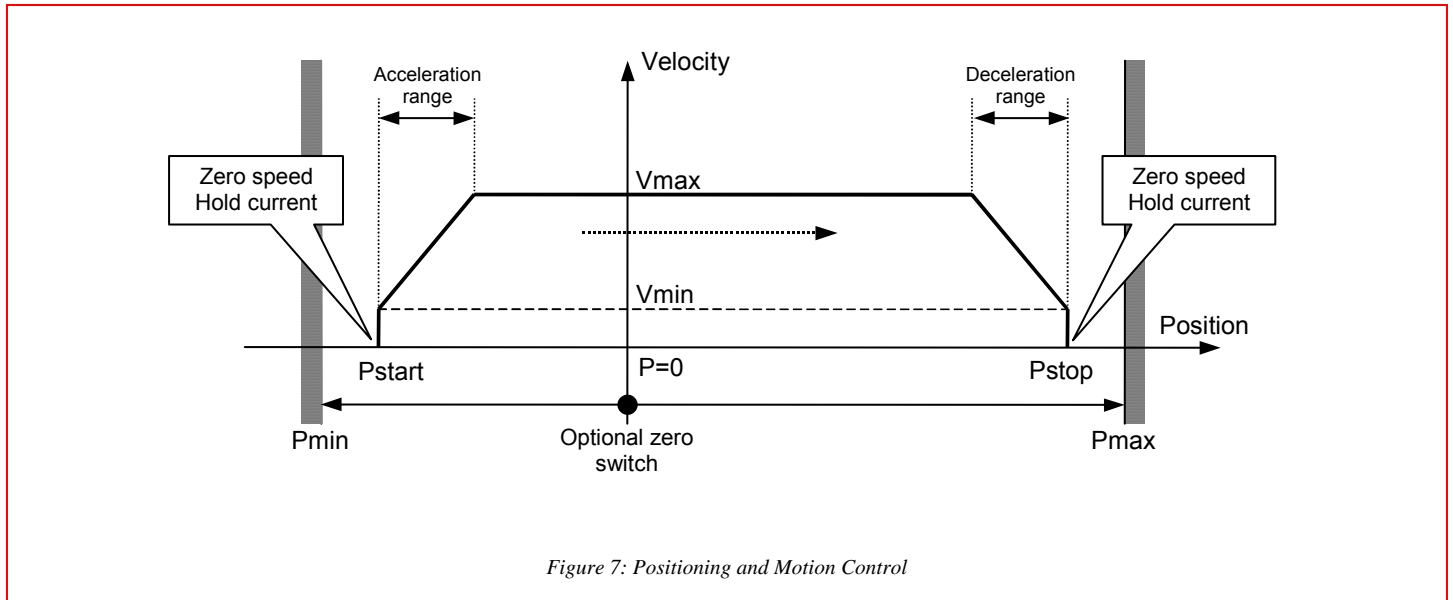 Velocity
Acceleration
range
Deceleration
range
Zero speed
Hold current
Vmax
Zero speed
Hold current
Vmin
Position
Pstart
P=0
Pstop
Pmin
Optional zero
switch
Pmax
Figure 7: Positioning and Motion Control